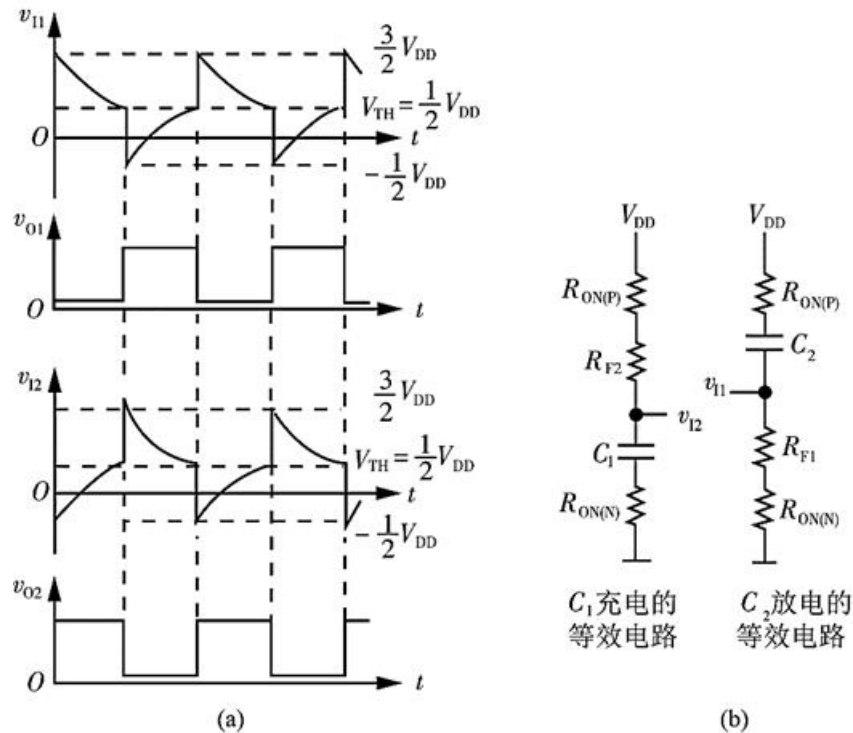 v_I1
3/2 V_DD
V_TH = 1/2 V_DD
O
t
-1/2 V_DD
v_O1
O
t
v_I2
3/2 V_DD
V_TH = 1/2 V_DD
O
t
-1/2 V_DD
v_O2
O
t
(a)
V_DD
V_DD
R_ON(P)
R_ON(P)
R_F2
C_2
v_I2
v_I1
C_1
R_F1
R_ON(N)
R_ON(N)
C_1充电的
等效电路
C_2放电的
等效电路
(b)